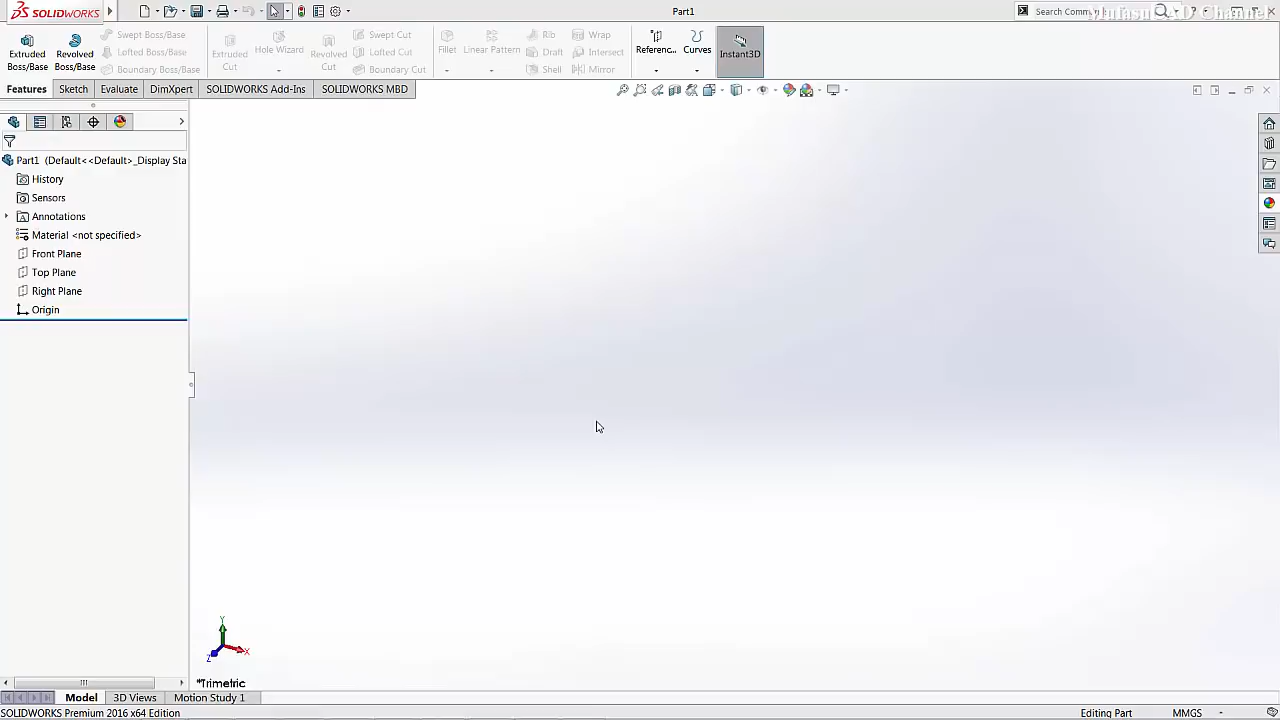 SOLIDWORKS
Part1
Search Comm
Extruded Boss/Base
Revolved Boss/Base
Swept Boss/Base
Lofted Boss/Base
Boundary Boss/Base
Extruded Cut
Hole Wizard
Revolved Cut
Swept Cut
Lofted Cut
Boundary Cut
Fillet
Linear Pattern
Rib
Draft
Shell
Wrap
Intersect
Mirror
Referenc...
Curves
Instant3D
Features
Sketch
Evaluate
DimXpert
SOLIDWORKS Add-Ins
SOLIDWORKS MBD
Part1 (Default<<Default>_Display Sta
History
Sensors
Annotations
Material <not specified>
Front Plane
Top Plane
Right Plane
Origin
Y
X
Z
*Trimetric
Model
3D Views
Motion Study 1
SOLIDWORKS Premium 2016 x64 Edition
Editing Part
MMGS